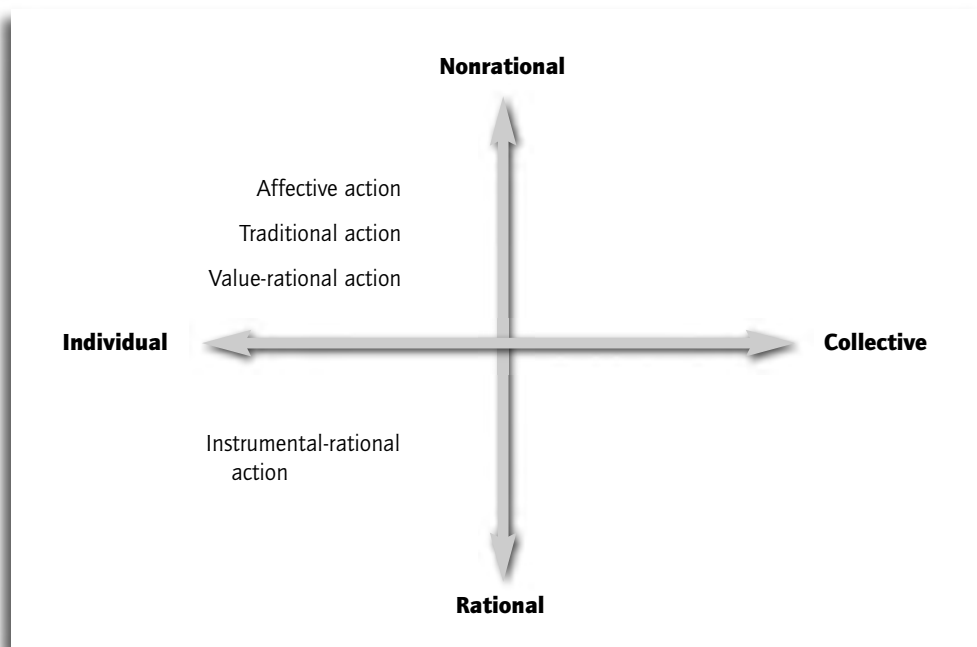 Nonrational
Affective action
Traditional action
Value-rational action
Individual
Collective
Instrumental-rational
action
Rational